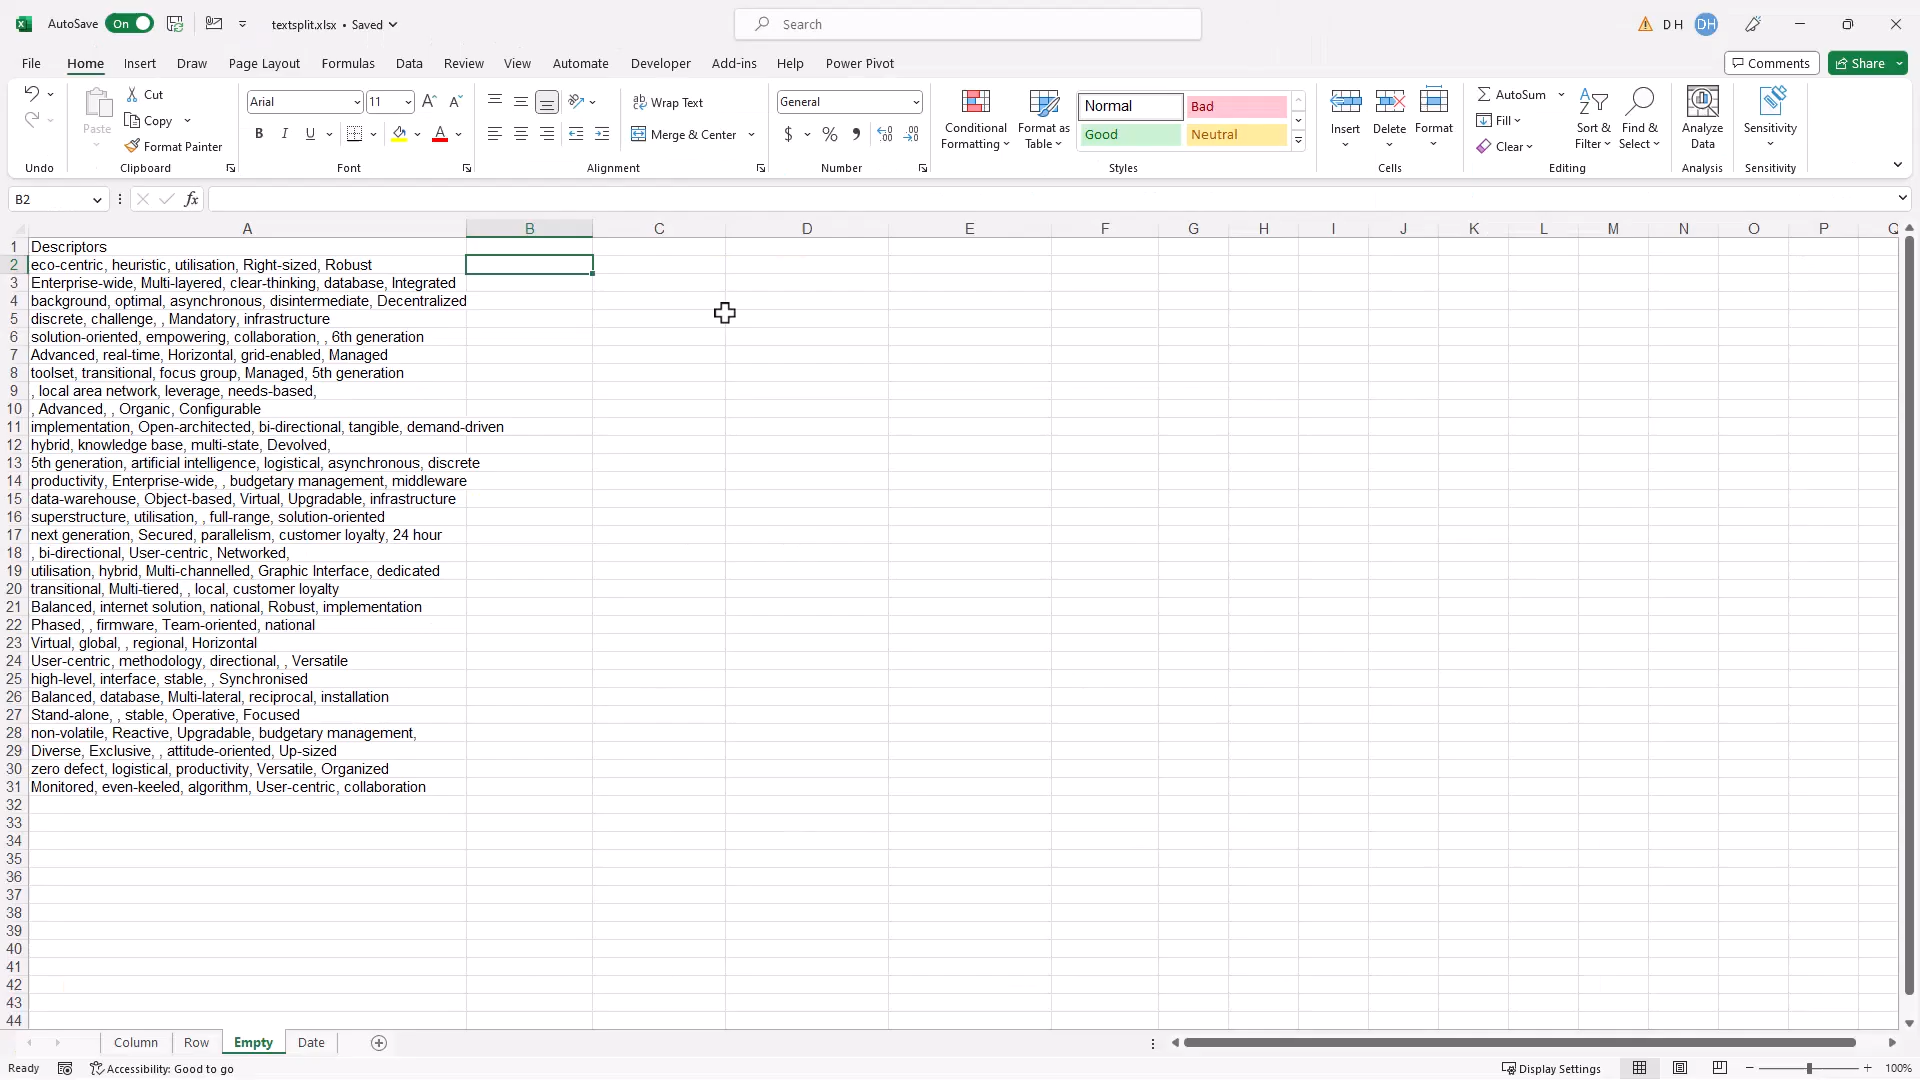 AutoSave On textsplit.xlsx • Saved Search D H DH
File Home Insert Draw Page Layout Formulas Data Review View Automate Developer Add-ins Help Power Pivot Comments Share
Paste Cut Copy Format Painter
Arial 11 B I U A A A
ab Wrap Text Merge & Center
General $ % 9
Conditional Formatting Format as Table
Normal Bad Good Neutral
Insert Delete Format
AutoSum Fill Clear Sort & Filter Find & Select
Analyze Data Sensitivity
Undo Clipboard Font Alignment Number Styles Cells Editing Analysis Sensitivity
B2 fx
A B C D E F G H I J K L M N O P Q
1 Descriptors
2 eco-centric, heuristic, utilisation, Right-sized, Robust
3 Enterprise-wide, Multi-layered, clear-thinking, database, Integrated
4 background, optimal, asynchronous, disintermediate, Decentralized
5 discrete, challenge, , Mandatory, infrastructure
6 solution-oriented, empowering, collaboration, , 6th generation
7 Advanced, real-time, Horizontal, grid-enabled, Managed
8 toolset, transitional, focus group, Managed, 5th generation
9 , local area network, leverage, needs-based,
10 , Advanced, , Organic, Configurable
11 implementation, Open-architected, bi-directional, tangible, demand-driven
12 hybrid, knowledge base, multi-state, Devolved,
13 5th generation, artificial intelligence, logistical, asynchronous, discrete
14 productivity, Enterprise-wide, , budgetary management, middleware
15 data-warehouse, Object-based, Virtual, Upgradable, infrastructure
16 superstructure, utilisation, , full-range, solution-oriented
17 next generation, Secured, parallelism, customer loyalty, 24 hour
18 , bi-directional, User-centric, Networked,
19 utilisation, hybrid, Multi-channelled, Graphic Interface, dedicated
20 transitional, Multi-tiered, , local, customer loyalty
21 Balanced, internet solution, national, Robust, implementation
22 Phased, , firmware, Team-oriented, national
23 Virtual, global, , regional, Horizontal
24 User-centric, methodology, directional, , Versatile
25 high-level, interface, stable, , Synchronised
26 Balanced, database, Multi-lateral, reciprocal, installation
27 Stand-alone, , stable, Operative, Focused
28 non-volatile, Reactive, Upgradable, budgetary management,
29 Diverse, Exclusive, , attitude-oriented, Up-sized
30 zero defect, logistical, productivity, Versatile, Organized
31 Monitored, even-keeled, algorithm, User-centric, collaboration
32
33
34
35
36
37
38
39
40
41
42
43
44
Column Row Empty Date
Ready Accessibility: Good to go Display Settings 100%